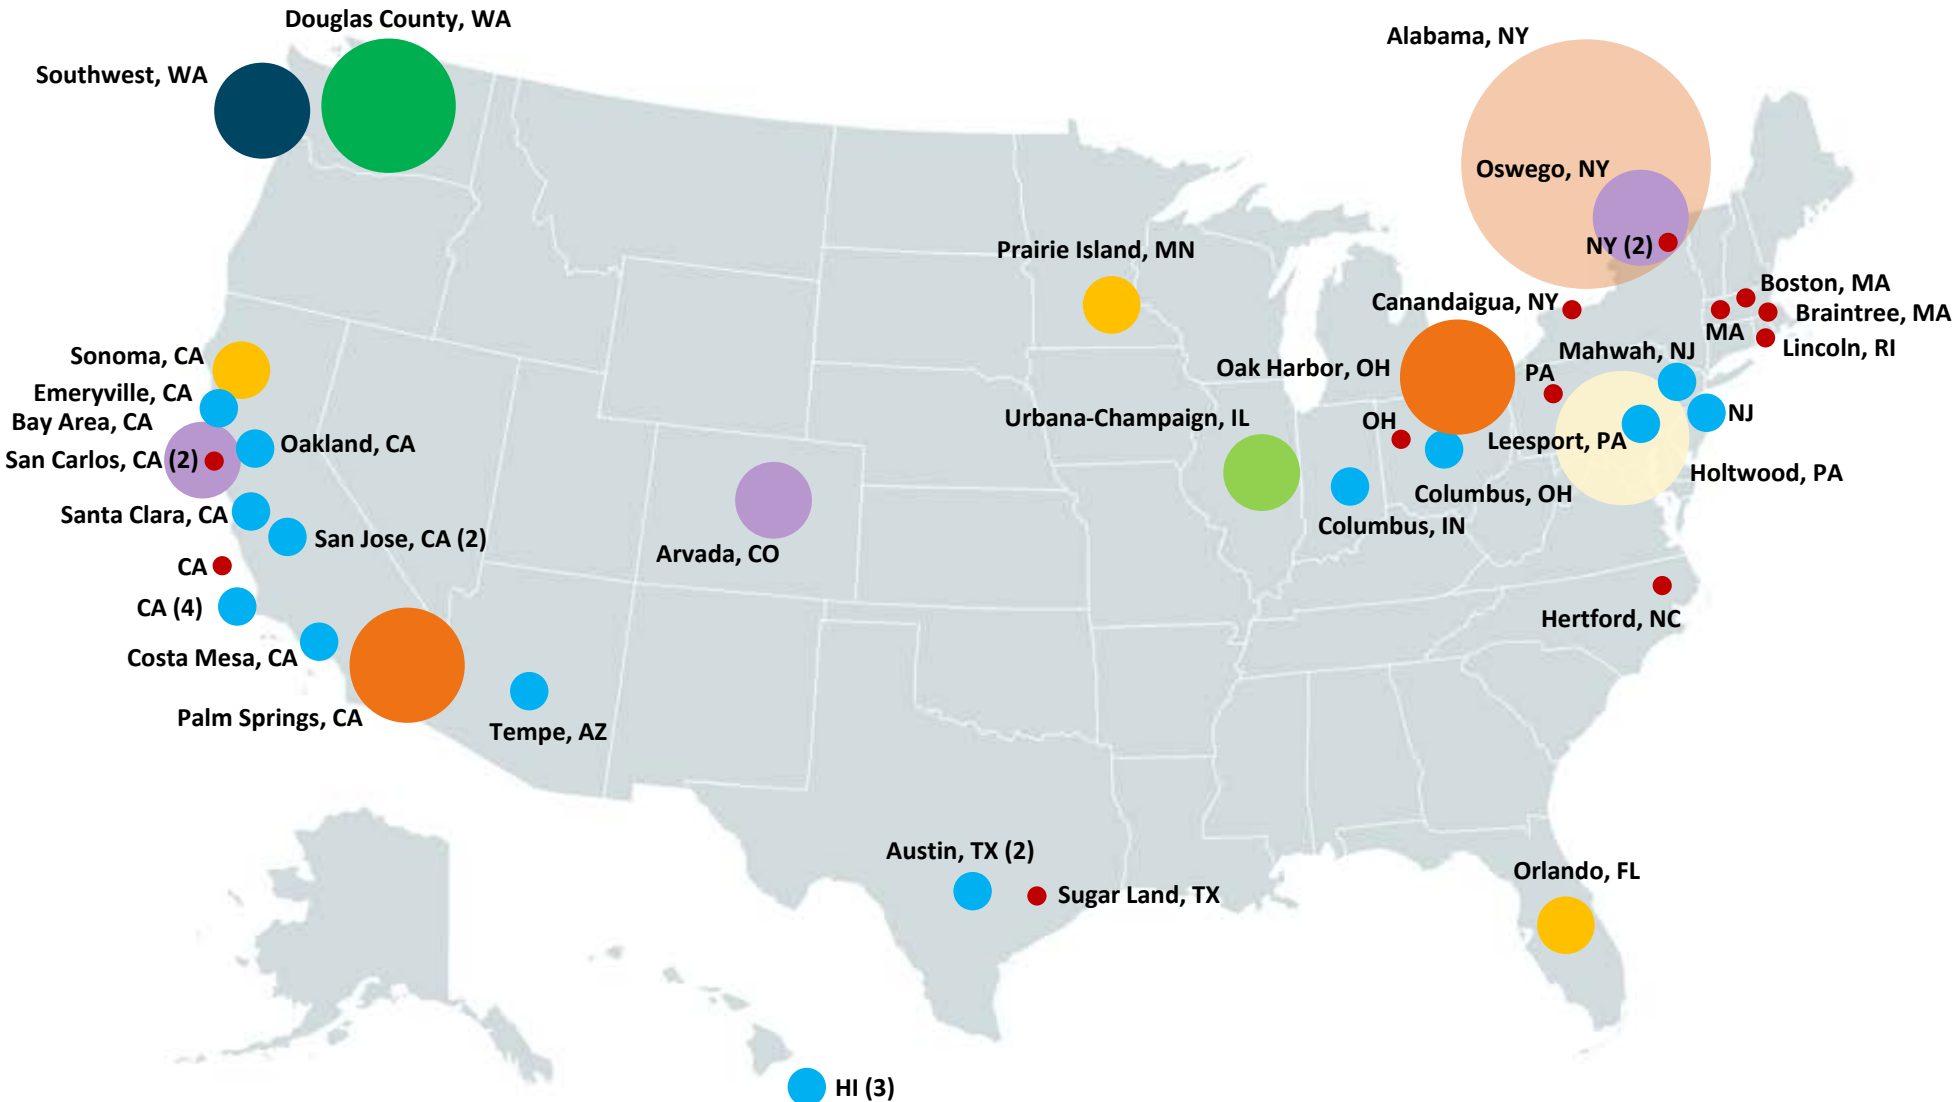 Douglas County, WA
Southwest, WA
Alabama, NY
Oswego, NY
NY (2)
Prairie Island, MN
Boston, MA
Canandaigua, NY
Braintree, MA
MA
Lincoln, RI
Mahwah, NJ
Sonoma, CA
Oak Harbor, OH
PA
Emeryville, CA
Bay Area, CA
Urbana-Champaign, IL
OH
NJ
Oakland, CA
Leesport, PA
San Carlos, CA (2)
Holtwood, PA
Columbus, OH
Santa Clara, CA
Columbus, IN
San Jose, CA (2)
Arvada, CO
CA
CA (4)
Hertford, NC
Costa Mesa, CA
Palm Springs, CA
Tempe, AZ
Austin, TX (2)
Orlando, FL
Sugar Land, TX
HI (3)